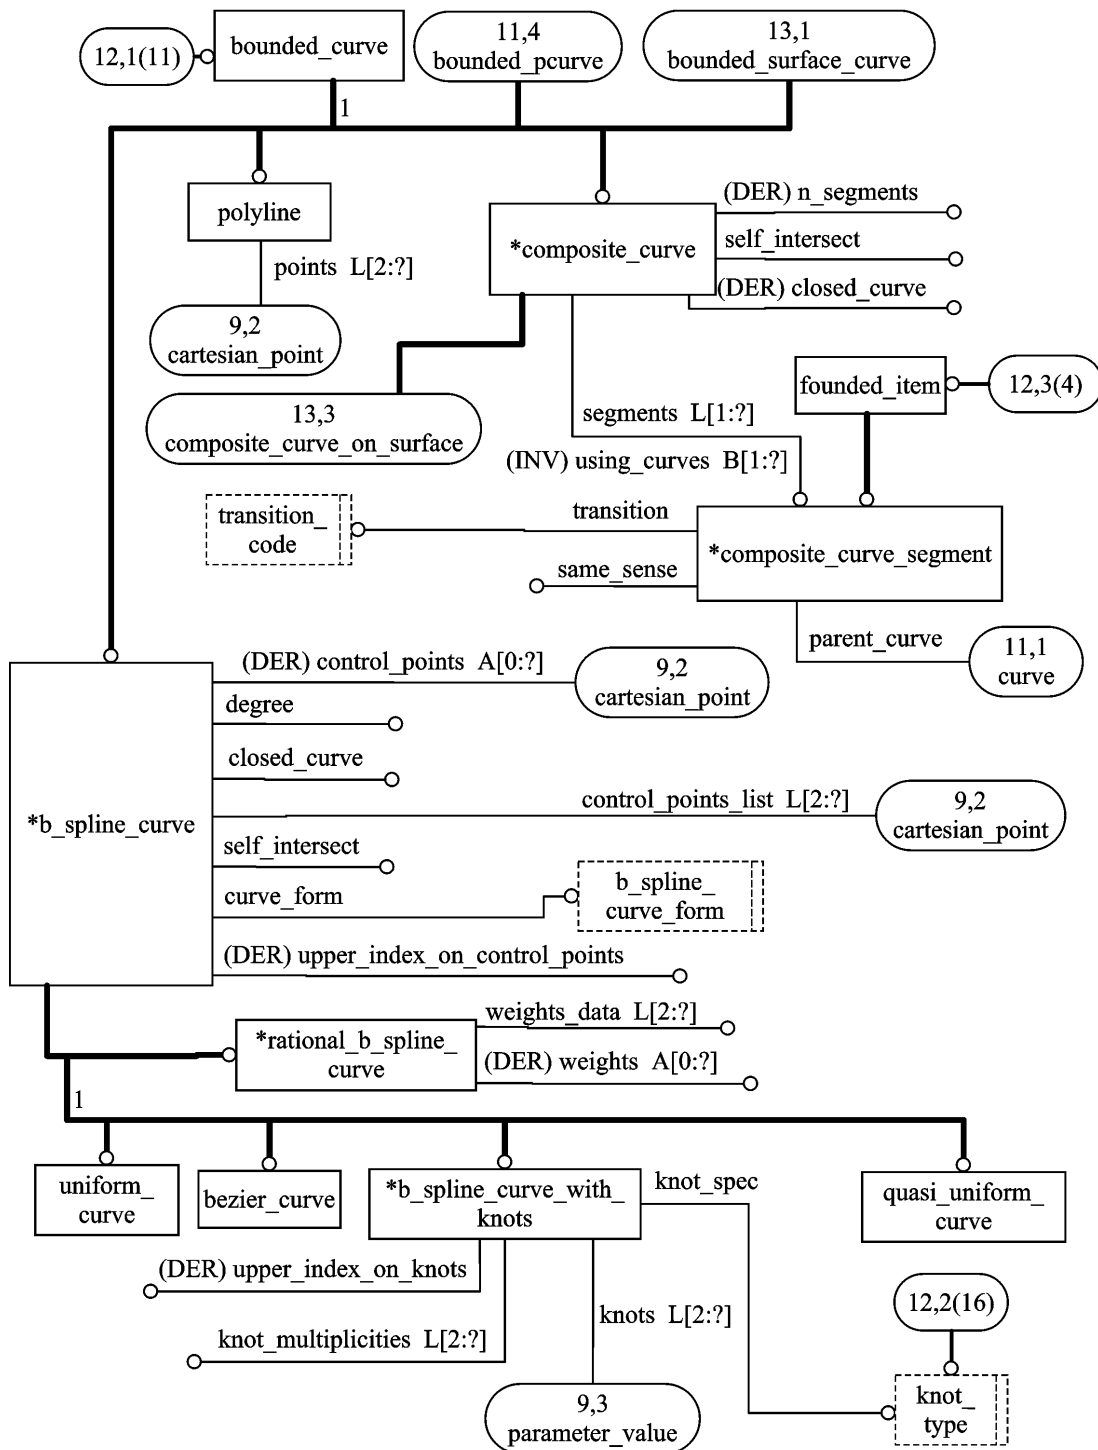 12,1(11)
bounded_curve
11,4
bounded_pcurve
13,1
bounded_surface_curve
1
polyline
points L[2:?]
9,2
cartesian_point
*composite_curve
(DER) n_segments
self_intersect
(DER) closed_curve
13,3
composite_curve_on_surface
segments L[1:?]
(INV) using_curves B[1:?]
founded_item
12,3(4)
transition_
code
transition
same_sense
*composite_curve_segment
parent_curve
11,1
curve
*b_spline_curve
(DER) control_points A[0:?]
9,2
cartesian_point
degree
closed_curve
control_points_list L[2:?]
9,2
cartesian_point
self_intersect
curve_form
b_spline_
curve_form
(DER) upper_index_on_control_points
*rational_b_spline_
curve
weights_data L[2:?]
(DER) weights A[0:?]
1
uniform_
curve
bezier_curve
*b_spline_curve_with_
knots
knot_spec
quasi_uniform_
curve
(DER) upper_index_on_knots
knot_multiplicities L[2:?]
knots L[2:?]
9,3
parameter_value
12,2(16)
knot_
type